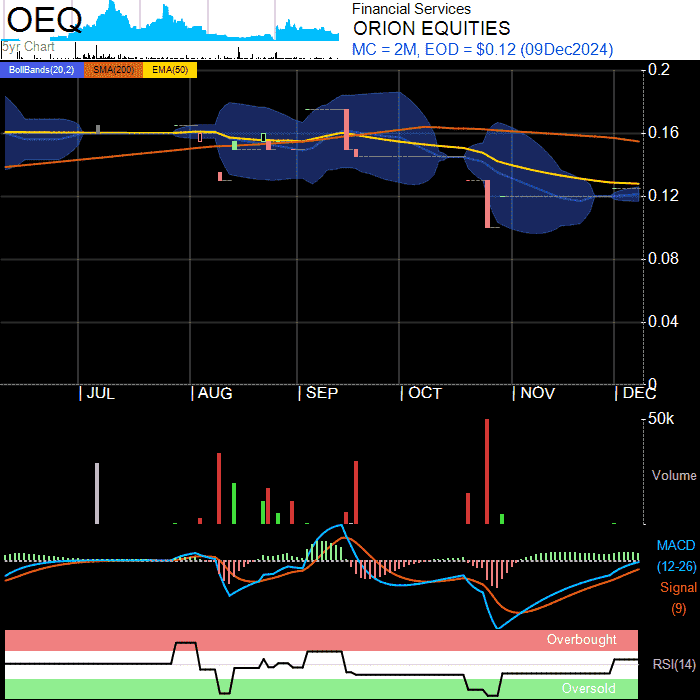 OEQ
5yr Chart
Financial Services
ORION EQUITIES
MC = 2M, EOD = $0.12 (09Dec2024)
BollBands(20,2) SMA(200) EMA(50)
0.2
0.16
0.12
0.08
0.04
0
| JUL | AUG | SEP | OCT | NOV | DEC
50k
Volume
MACD
(12-26)
Signal
(9)
Overbought
RSI(14)
Oversold